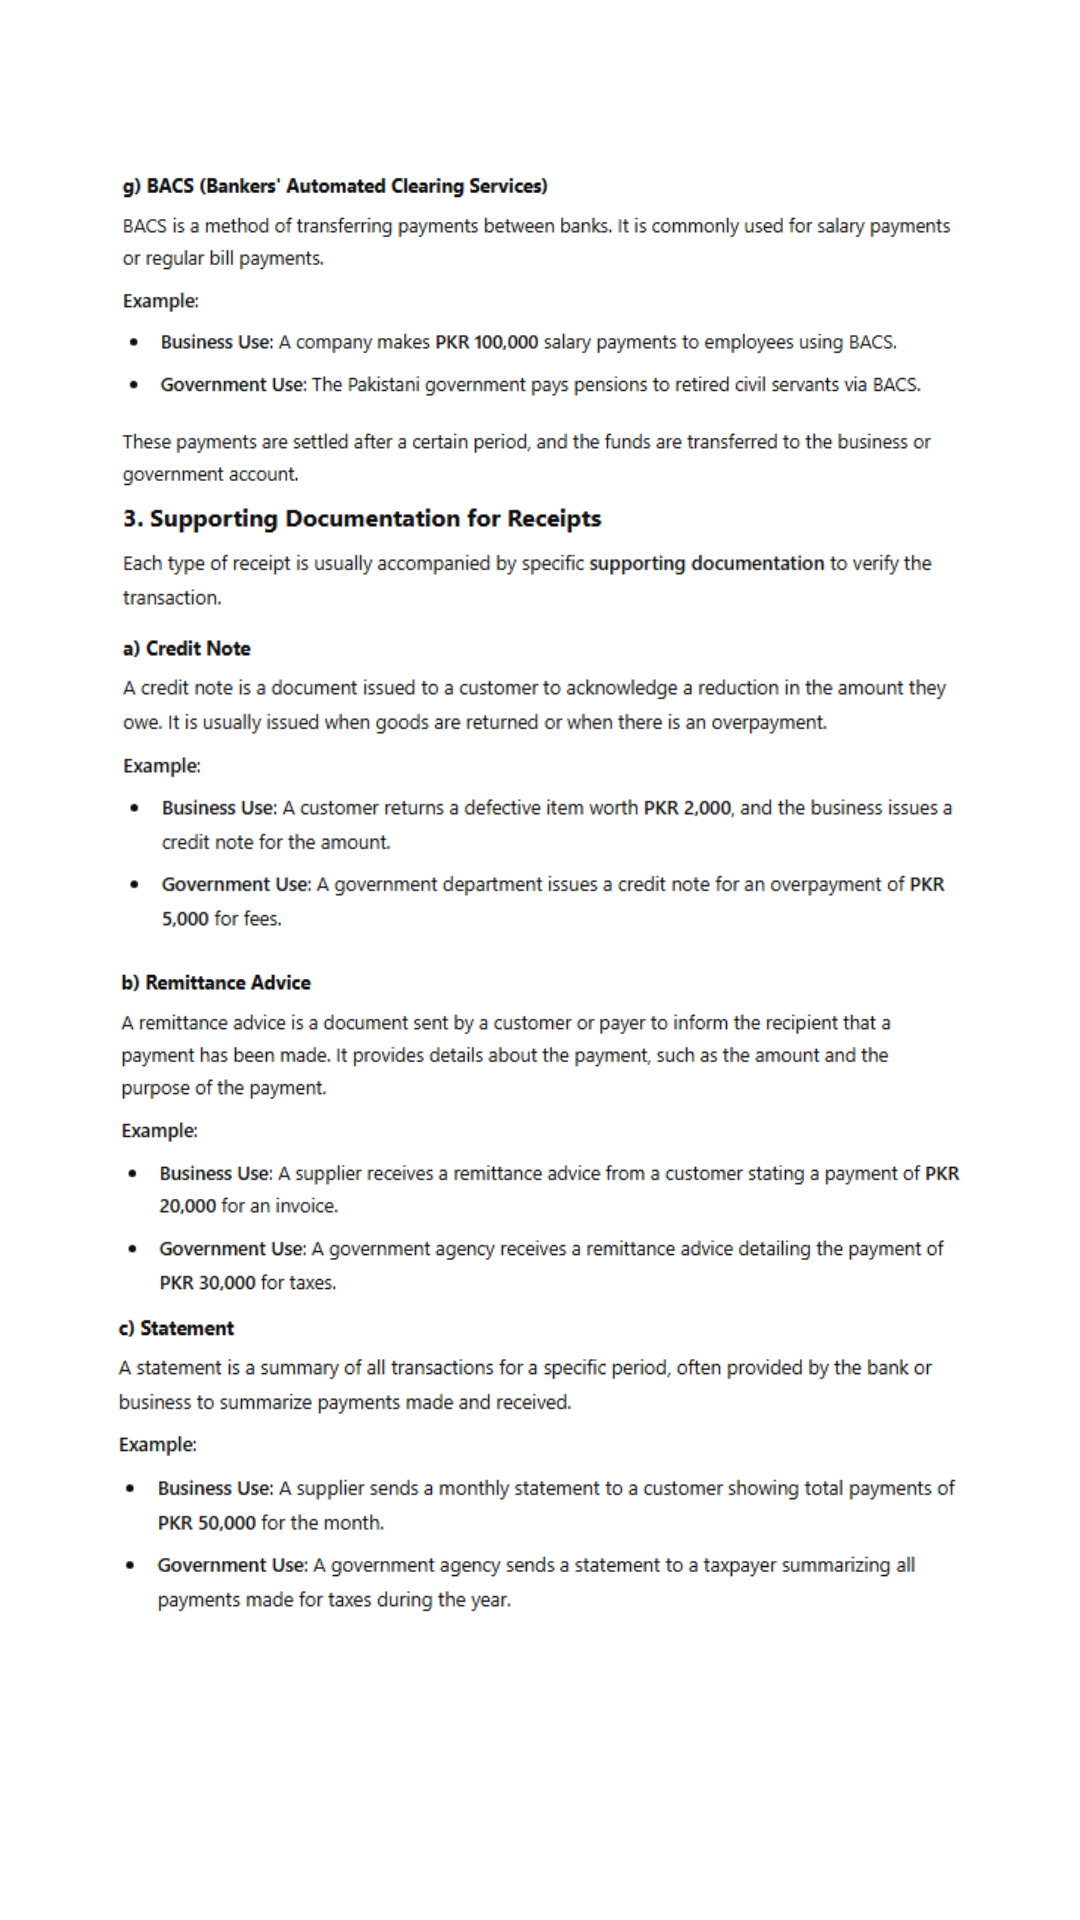 g) BACS (Bankers' Automated Clearing Services)
BACS is a method of transferring payments between banks. It is commonly used for salary payments
or regular bill payments.
Example:
• Business Use: A company makes PKR 100,000 salary payments to employees using BACS.
• Government Use: The Pakistani government pays pensions to retired civil servants via BACS.
These payments are settled after a certain period, and the funds are transferred to the business or
government account.
3. Supporting Documentation for Receipts
Each type of receipt is usually accompanied by specific supporting documentation to verify the
transaction.
a) Credit Note
A credit note is a document issued to a customer to acknowledge a reduction in the amount they
owe. It is usually issued when goods are returned or when there is an overpayment.
Example:
• Business Use: A customer returns a defective item worth PKR 2,000, and the business issues a
credit note for the amount.
• Government Use: A government department issues a credit note for an overpayment of PKR
5,000 for fees.
b) Remittance Advice
A remittance advice is a document sent by a customer or payer to inform the recipient that a
payment has been made. It provides details about the payment, such as the amount and the
purpose of the payment.
Example:
• Business Use: A supplier receives a remittance advice from a customer stating a payment of PKR
20,000 for an invoice.
• Government Use: A government agency receives a remittance advice detailing the payment of
PKR 30,000 for taxes.
c) Statement
A statement is a summary of all transactions for a specific period, often provided by the bank or
business to summarize payments made and received.
Example:
• Business Use: A supplier sends a monthly statement to a customer showing total payments of
PKR 50,000 for the month.
• Government Use: A government agency sends a statement to a taxpayer summarizing all
payments made for taxes during the year.